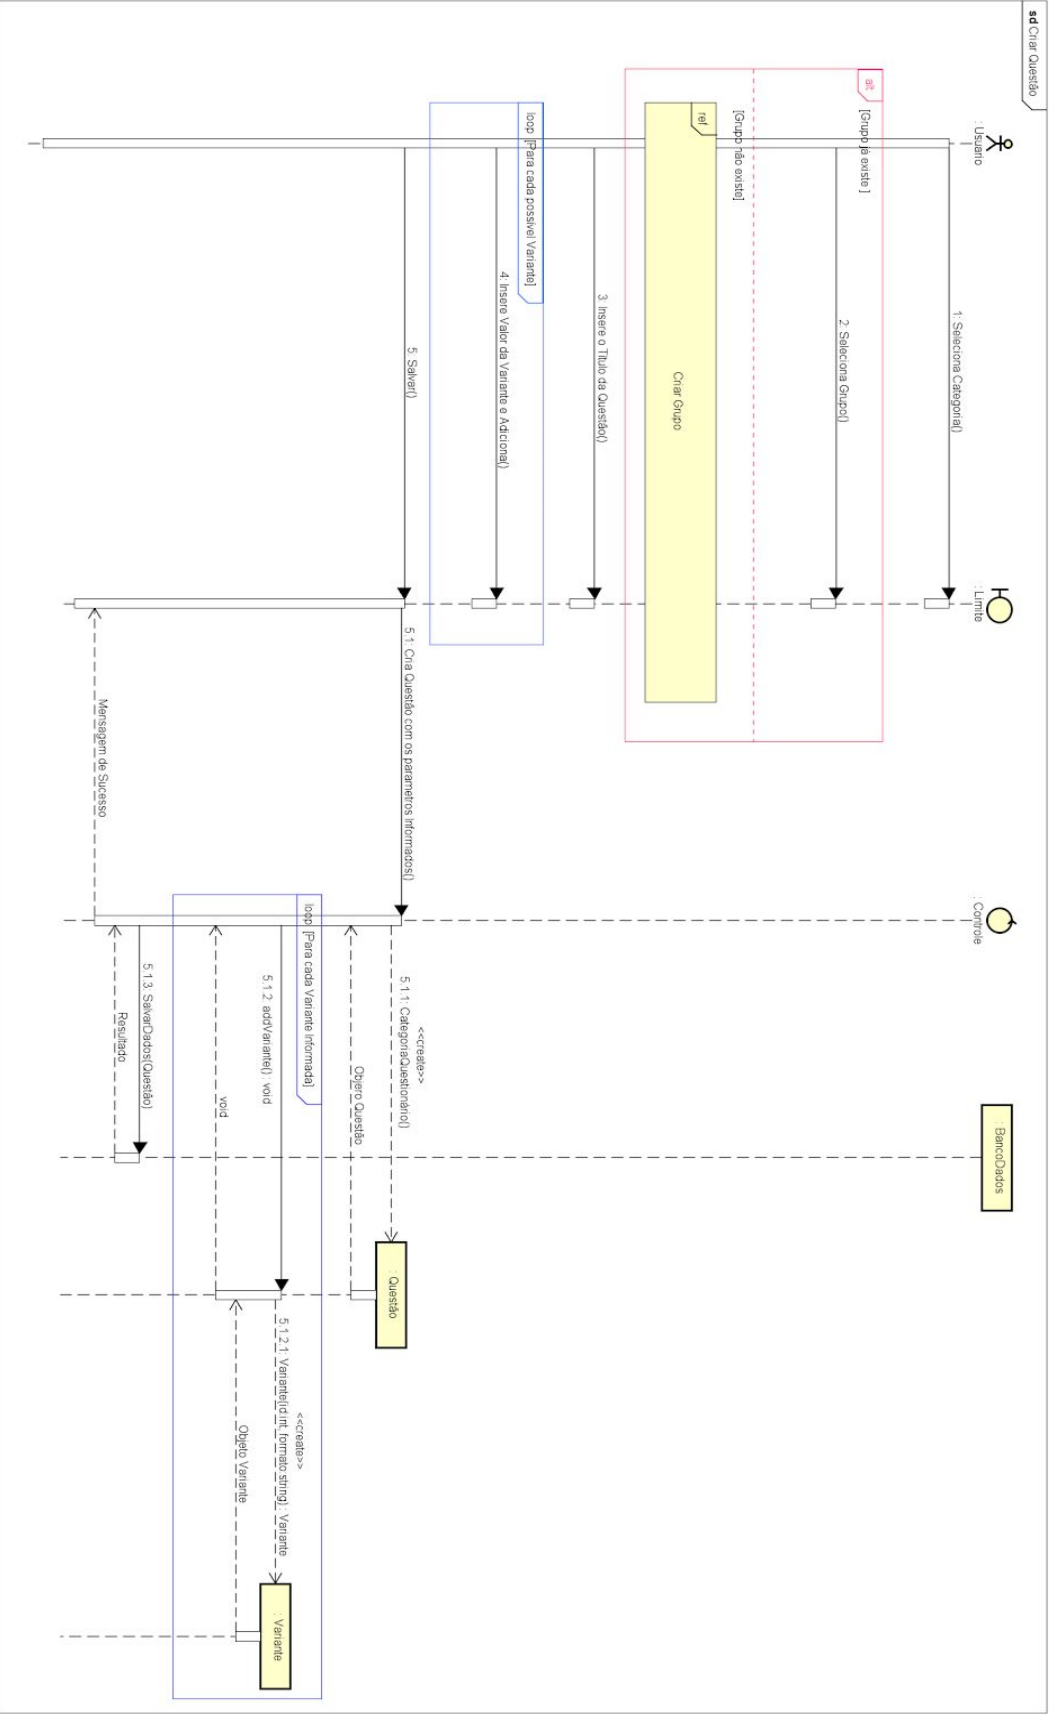 sd Criar Questão
: Usuario
: Limite
: Controle
: BancoDados
1: Seleciona Categoria()
alt
[Grupo já existe ]
2: Seleciona Grupo()
[Grupo não existe]
ref
Criar Grupo
3: Insere o Título da Questão()
loop [Para cada possivel Variante]
4: Insere Valor da Variante e Adiciona()
5: Salvar()
5.1: Cria Questão com os parametros Informados()
<<create>>
5.1.1: CategoriaQuestionário()
: Questão
Objero Questão
loop [Para cada Variante Informada]
5.1.2: addVariante() : void
<<create>>
5.1.2.1: Variante(id:int, formato:string) : Variante
: Variante
Objeto Variante
void
5.1.3: SalvarDados(Questão)
Resultado
Mensagem de Sucesso